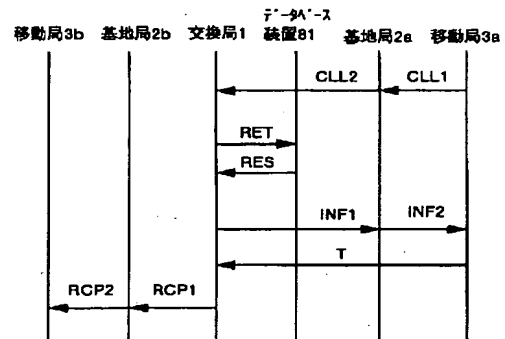 データベース
移動局3b 基地局2b 交換局1 装置81 基地局2a 移動局3a
CLL2 CLL1
RET
RES
INF1 INF2
T
RCP2 RCP1